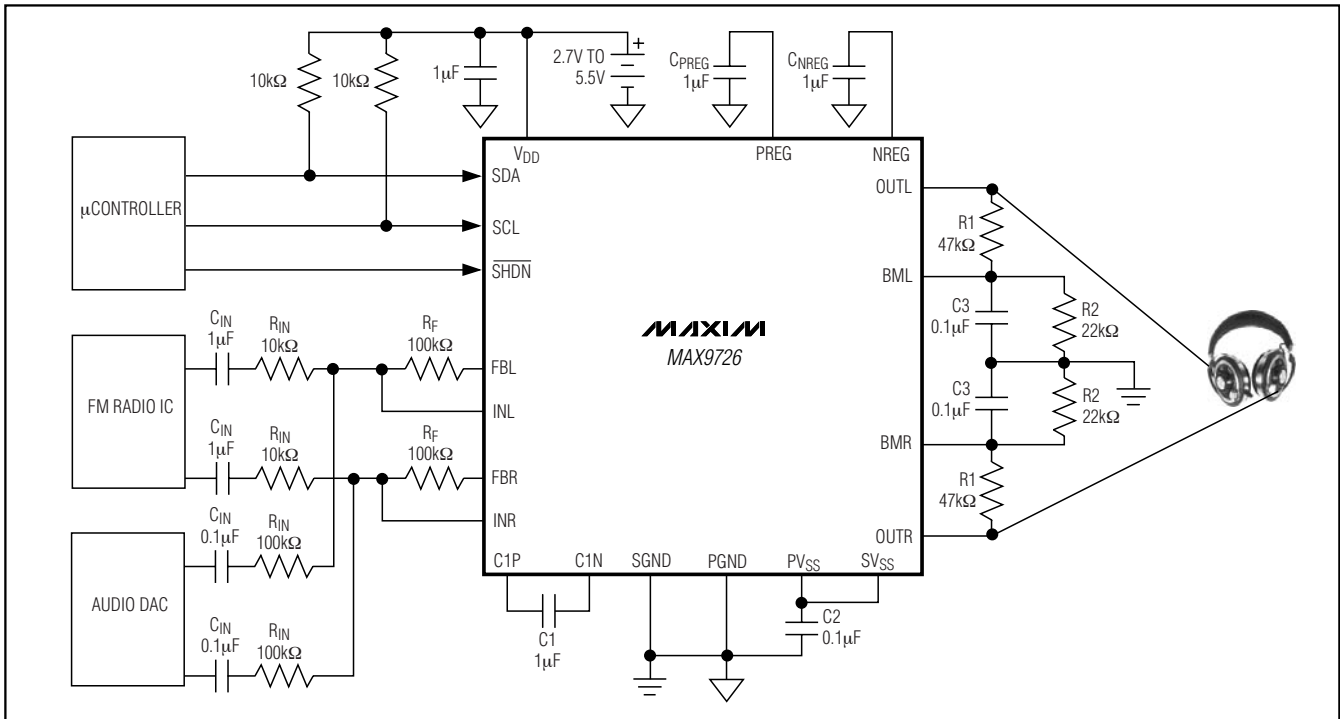 10kΩ
10kΩ
1µF
2.7V TO
5.5V
+
CPREG
1µF
CNREG
1µF
µCONTROLLER
VDD
PREG
NREG
SDA
SCL
SHDN
OUTL
R1
47kΩ
BML
C3
0.1µF
R2
22kΩ
MAXIM
MAX9726
CIN
1µF
RIN
10kΩ
RF
100kΩ
FBL
INL
FM RADIO IC
CIN
1µF
RIN
10kΩ
RF
100kΩ
FBR
INR
C3
0.1µF
R2
22kΩ
BMR
R1
47kΩ
OUTR
AUDIO DAC
CIN
0.1µF
RIN
100kΩ
CIN
0.1µF
RIN
100kΩ
C1P
C1N
SGND
PGND
PVSS
SVSS
C1
1µF
C2
0.1µF